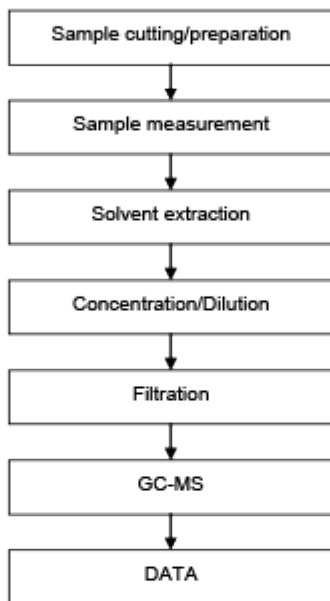 Sample cutting/preparation
Sample measurement
Solvent extraction
Concentration/Dilution
Filtration
GC-MS
DATA